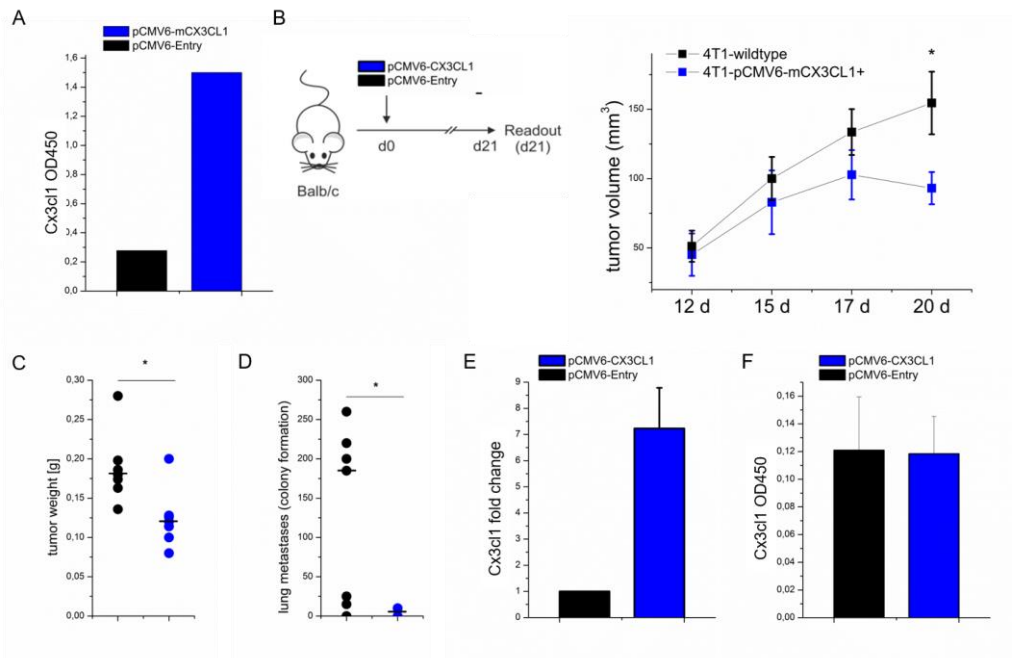 A
pCMV6-mCX3CL1
pCMV6-Entry
1,6
1,4
1,2
1,0
0,8
0,6
0,4
0,2
0,0
Cx3cl1 OD450
B
pCMV6-CX3CL1
pCMV6-Entry
-
d0
d21
Readout
(d21)
Balb/c
4T1-wildtype
4T1-pCMV6-mCX3CL1+
*
150
100
50
tumor volume (mm³)
12 d
15 d
17 d
20 d
C
*
0,30
0,25
0,20
0,15
0,10
0,05
0,00
tumor weight [g]
D
*
300
250
200
150
100
50
0
lung metastases (colony formation)
E
pCMV6-CX3CL1
pCMV6-Entry
9
8
7
6
5
4
3
2
1
0
Cx3cl1 fold change
F
pCMV6-CX3CL1
pCMV6-Entry
0,16
0,14
0,12
0,10
0,08
0,06
0,04
0,02
0,00
Cx3cl1 OD450